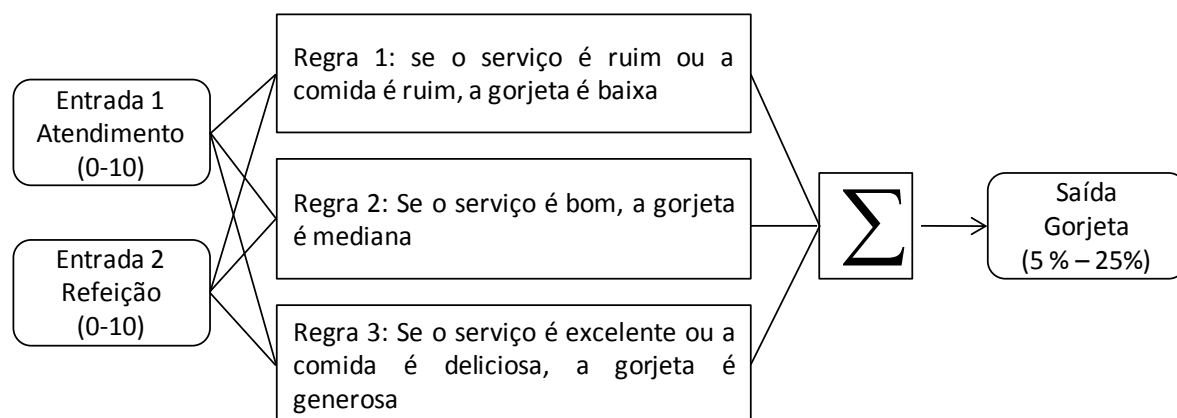 Entrada 1
Atendimento
(0-10)
Entrada 2
Refeição
(0-10)
Regra 1: se o serviço é ruim ou a
comida é ruim, a gorjeta é baixa
Regra 2: Se o serviço é bom, a gorjeta
é mediana
Regra 3: Se o serviço é excelente ou a
comida é deliciosa, a gorjeta é
generosa
∑
Saída
Gorjeta
(5 % – 25%)